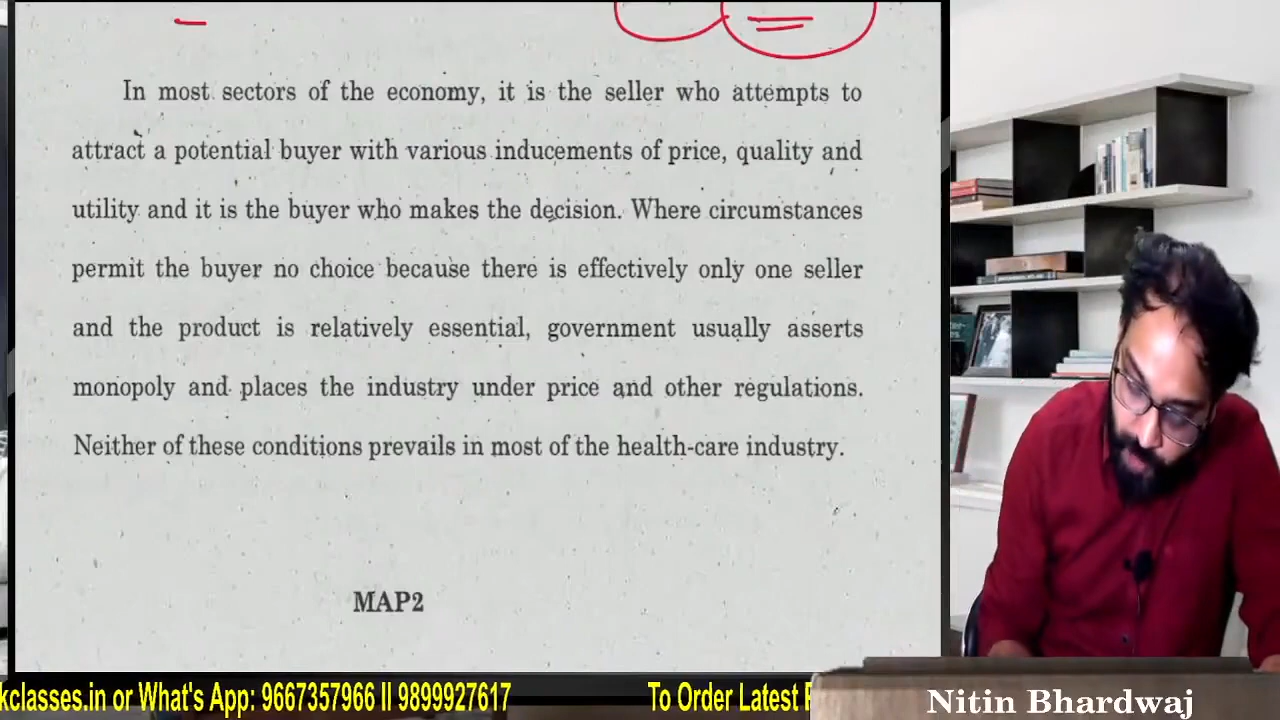 In most sectors of the economy, it is the seller who attempts to
attract a potential buyer with various inducements of price, quality and
utility and it is the buyer who makes the decision. Where circumstances
permit the buyer no choice because there is effectively only one seller
and the product is relatively essential, government usually asserts
monopoly and places the industry under price and other regulations.
Neither of these conditions prevails in most of the health-care industry.
MAP2
kclasses.in or What's App: 9667357966 II 9899927617
To Order Latest
Nitin Bhardwaj